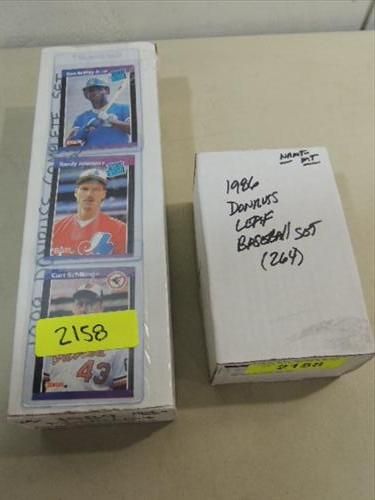 DONRUSS COMPLETE SET
Ken Griffey Jr.
Randy Johnson
Curt Schilling
43
2158
NRMT-MT
1986
DONRUSS
LEAF
BASEBALL SET
(264)
2158